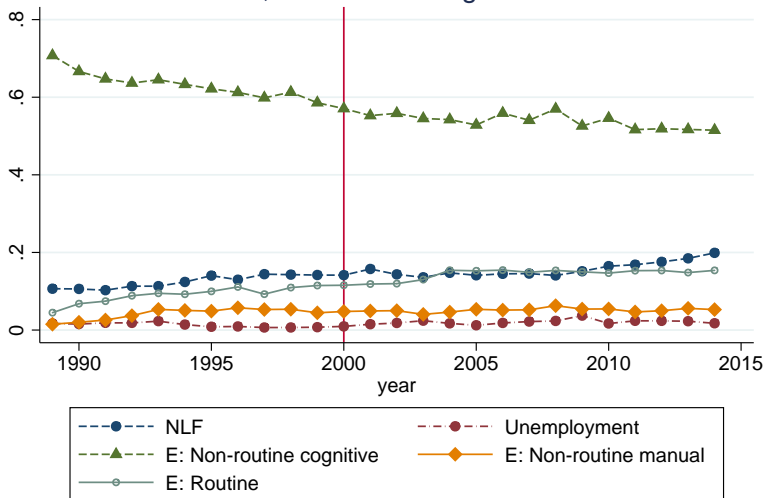 .8
.6
.4
.2
0
1990 1995 2000 2005 2010 2015
year
NLF Unemployment
E: Non-routine cognitive E: Non-routine manual
E: Routine